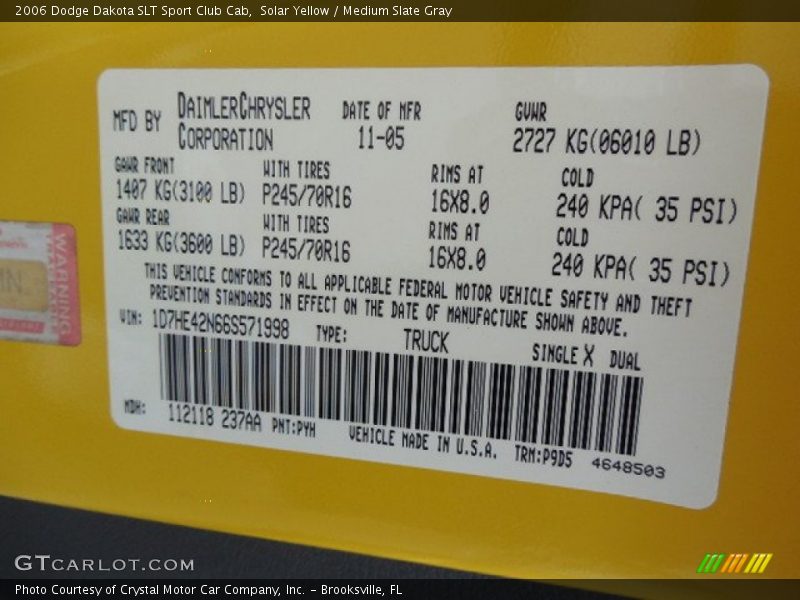 2006 Dodge Dakota SLT Sport Club Cab, Solar Yellow / Medium Slate Gray
MFD BY DAIMLERCHRYSLER CORPORATION
DATE OF MFR 11-05
GVWR 2727 KG(06010 LB)
GAWR FRONT WITH TIRES RIMS AT COLD
1407 KG(3100 LB) P245/70R16 16X8.0 240 KPA( 35 PSI)
GAWR REAR WITH TIRES RIMS AT COLD
1633 KG(3600 LB) P245/70R16 16X8.0 240 KPA( 35 PSI)
THIS VEHICLE CONFORMS TO ALL APPLICABLE FEDERAL MOTOR VEHICLE SAFETY AND THEFT
PREVENTION STANDARDS IN EFFECT ON THE DATE OF MANUFACTURE SHOWN ABOVE.
VIN: 1D7HE42N66S571998 TYPE: TRUCK SINGLE X DUAL
MDH: 112118 237AA PNT:PYH VEHICLE MADE IN U.S.A. TRM:P9D5 4648503
WARNING
GTCARLOT.COM
Photo Courtesy of Crystal Motor Car Company, Inc. – Brooksville, FL